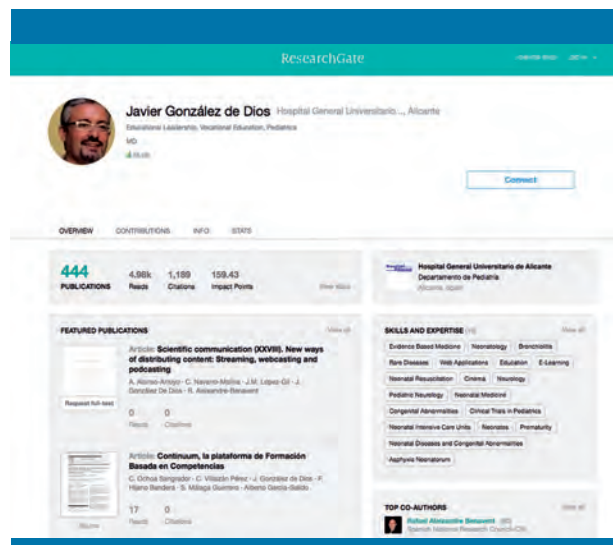 ResearchGate
Javier González de Dios Hospital General Universitario ..., Alicante
Educational Leadership, Vocational Education, Pediatrics
MD
Connect
OVERVIEW CONTRIBUTIONS INFO STATS
444 4.98k 1,189 159.43
PUBLICATIONS Reads Citations Impact Points View stats
Hospital General Universitario de Alicante
Departamento de Pediatría
Alicante, Spain
FEATURED PUBLICATIONS View all
Article: Scientific communication (XXVIII). New ways
of distributing content: Streaming, webcasting and
podcasting
A. Alonso-Arroyo · C. Navarro-Molina · J.M. López-Gil · J.
González De Dios · R. Aleixandre-Benavent
Request full-text
0 0
Reads Citations
Article: Continuum, la plataforma de Formación
Basada en Competencias
C. Ochoa Sangrador · C. Villaizán Pérez · J. González de Dios · F.
Hijano Bandera · S. Málaga Guerrero · Alberto García-Salido
17 0
Reads Citations
Source
SKILLS AND EXPERTISE View all
Evidence Based Medicine Neonatology Bronchiolitis
Rare Diseases Web Applications Education E-Learning
Neonatal Resuscitation Cinema Neurology
Pediatric Neurology Neonatal Medicine
Congenital Abnormalities Clinical Trials in Pediatrics
Neonatal Intensive Care Units Neonates Prematurity
Neonatal Diseases and Congenital Abnormalities
Asphyxia Neonatorum
TOP CO-AUTHORS View all
Rafael Aleixandre Benavent
Spanish National Research Council-CSIC